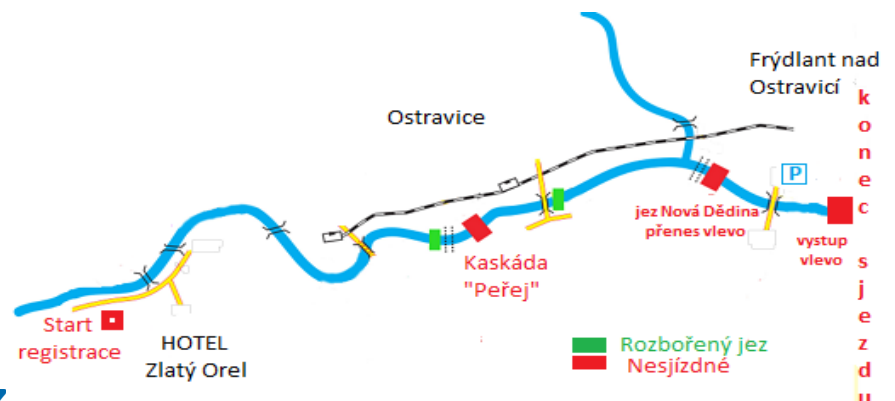 Frýdlant nad
Ostravicí
Ostravice
P
jez Nová Dědina
přenes vlevo
výstup
vlevo
Kaskáda
"Peřej"
Start
registrace
HOTEL
Zlatý Orel
Rozbořený jez
Nesjízdné
k
o
n
e
c
s
j
e
z
d
u